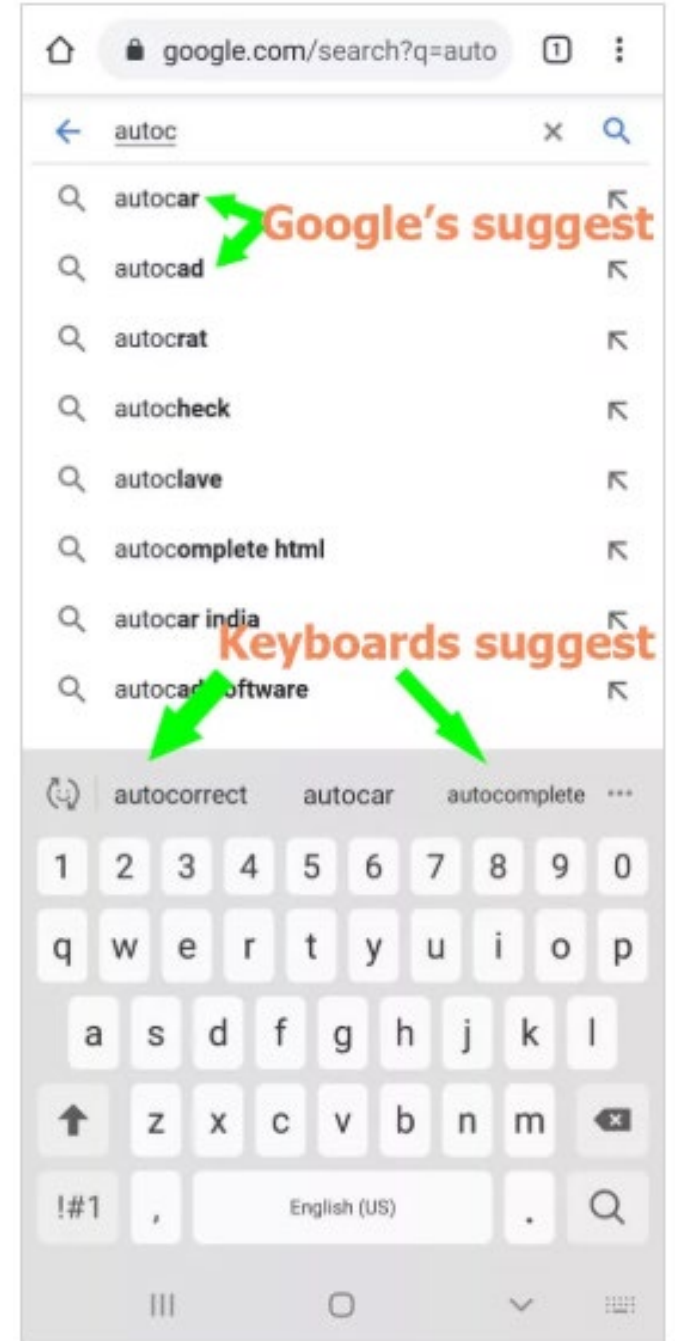 google.com/search?q=auto 1
autoc
autocar
Google's suggest
autocad
autocrat
autocheck
autoclave
autocomplete html
autocar india
Keyboards suggest
autocad software
autocorrect autocar autocomplete
1 2 3 4 5 6 7 8 9 0
q w e r t y u i o p
a s d f g h j k l
z x c v b n m
!#1 , English (US) .